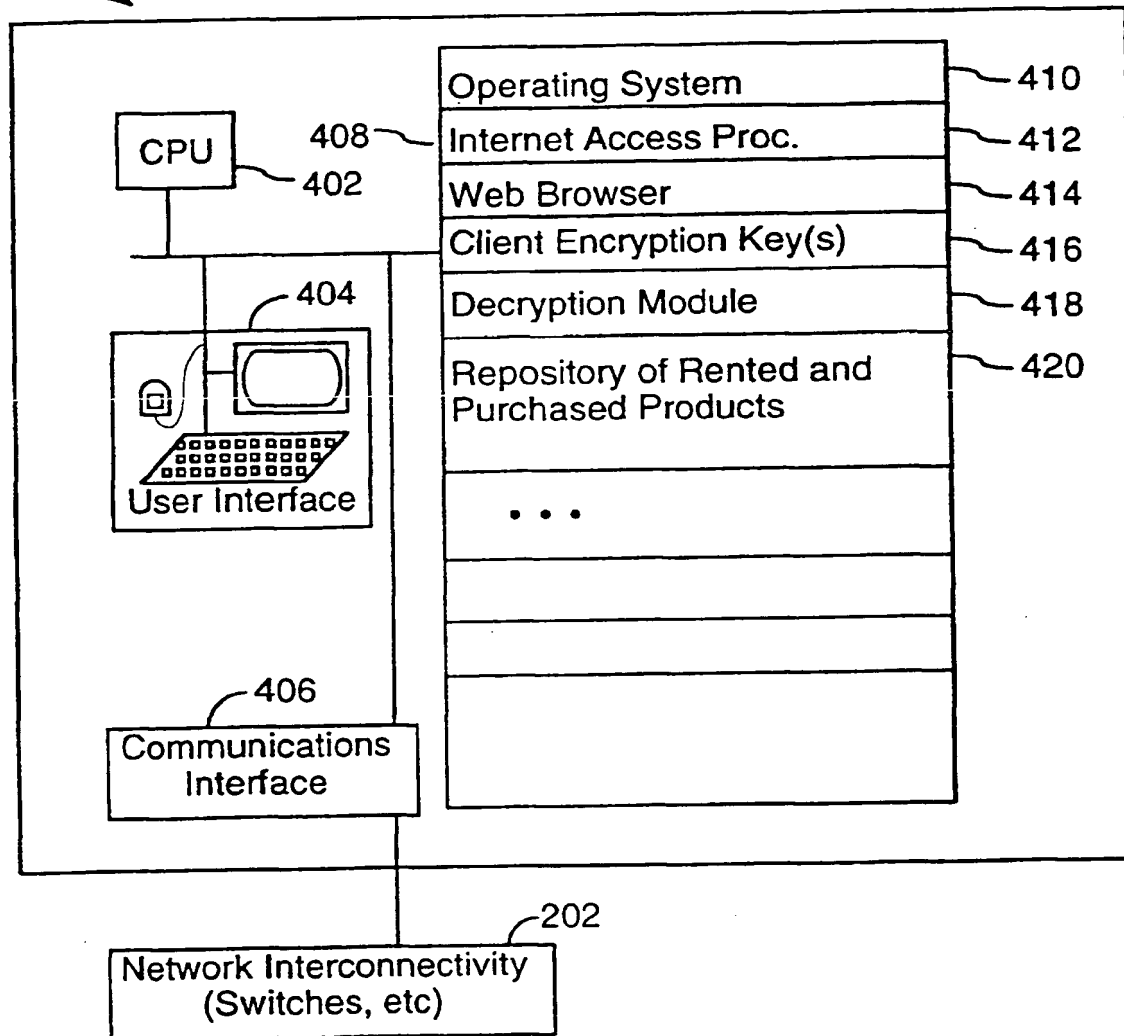 Operating System
410
CPU
402
408
Internet Access Proc.
412
Web Browser
414
Client Encryption Key(s)
416
Decryption Module
418
404
Repository of Rented and
Purchased Products
420
• • •
User Interface
406
Communications
Interface
202
Network Interconnectivity
(Switches, etc)